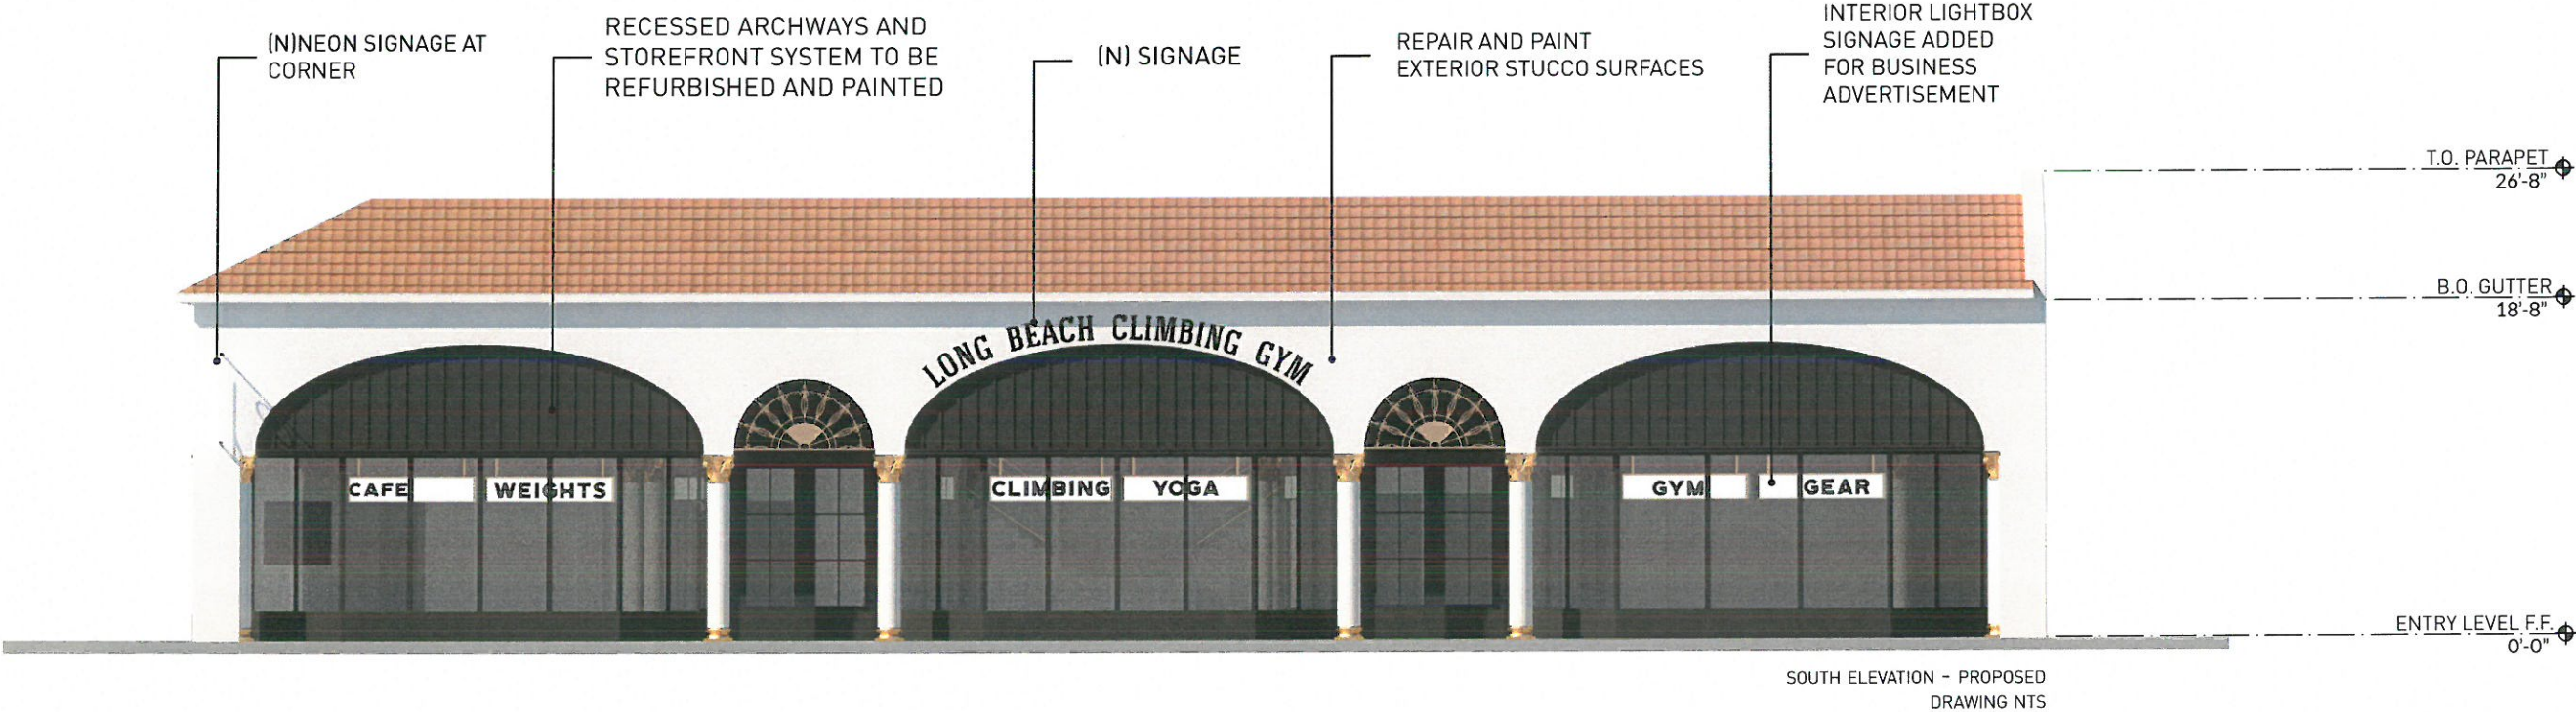 (N)NEON SIGNAGE AT
CORNER
RECESSED ARCHWAYS AND
STOREFRONT SYSTEM TO BE
REFURBISHED AND PAINTED
(N) SIGNAGE
REPAIR AND PAINT
EXTERIOR STUCCO SURFACES
INTERIOR LIGHTBOX
SIGNAGE ADDED
FOR BUSINESS
ADVERTISEMENT
T.O. PARAPET
26'-8"
B.O. GUTTER
18'-8"
LONG BEACH CLIMBING GYM
CAFE WEIGHTS CLIMBING YOGA GYM GEAR
ENTRY LEVEL F.F.
0'-0"
SOUTH ELEVATION - PROPOSED
DRAWING NTS